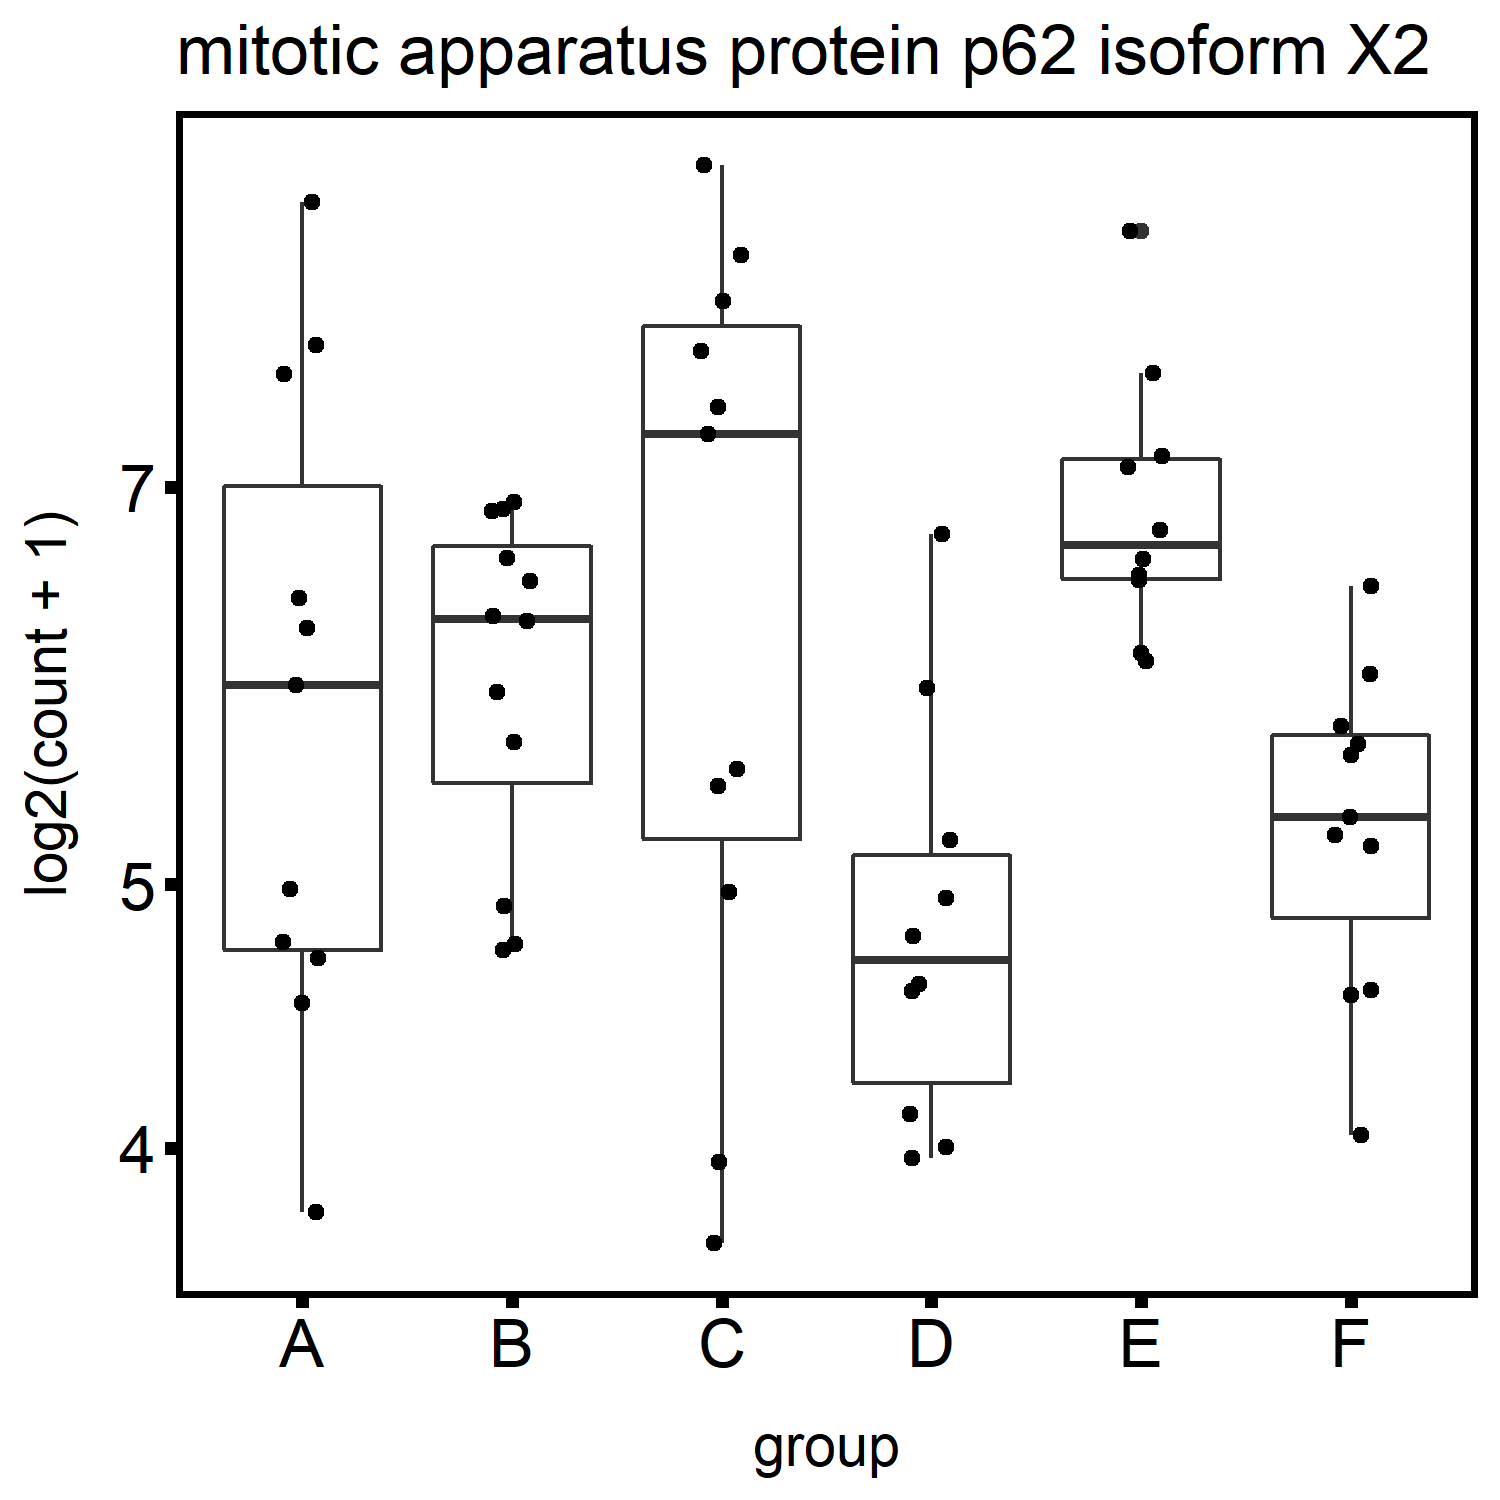 mitotic apparatus protein p62 isoform X2
log2(count + 1)
7
5
4
A B C D E F
group